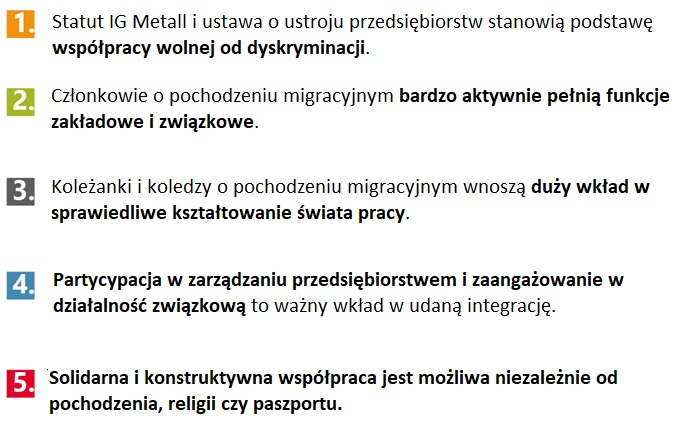 1. Statut IG Metall i ustawa o ustroju przedsiębiorstw stanowią podstawę
współpracy wolnej od dyskryminacji.
2. Członkowie o pochodzeniu migracyjnym bardzo aktywnie pełnią funkcje
zakładowe i związkowe.
3. Koleżanki i koledzy o pochodzeniu migracyjnym wnoszą duży wkład w
sprawiedliwe kształtowanie świata pracy.
4. Partycypacja w zarządzaniu przedsiębiorstwem i zaangażowanie w
działalność związkową to ważny wkład w udaną integrację.
5. Solidarna i konstruktywna współpraca jest możliwa niezależnie od
pochodzenia, religii czy paszportu.